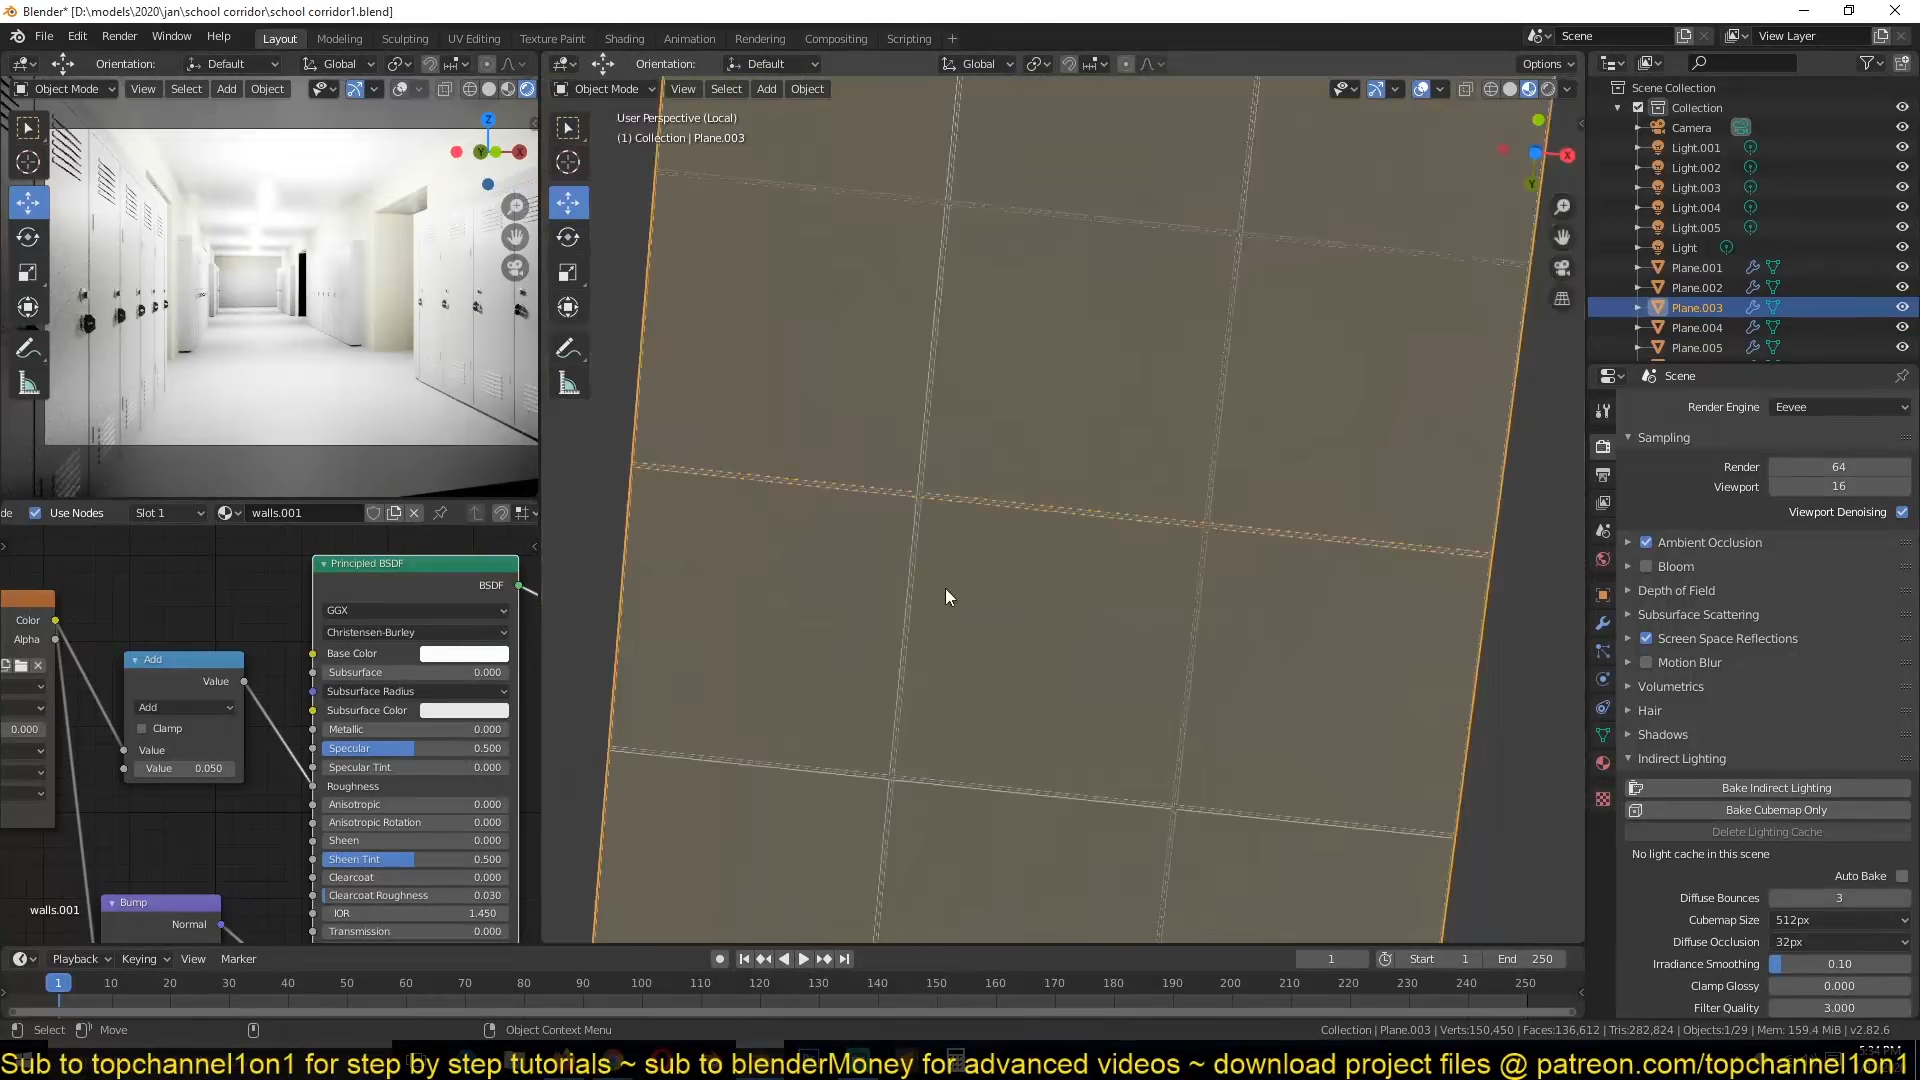 Blender* [D:\models\2020\jan\school corridor\school corridor1.blend]
File Edit Render Window Help Layout Modeling Sculpting UV Editing Texture Paint Shading Animation Rendering Compositing Scripting + Scene View Layer
Orientation: Default Global Orientation: Default Global Options
Object Mode View Select Add Object Object Mode View Select Add Object
User Perspective (Local)
(1) Collection | Plane.003
Z
Y
X
X
Y
Scene Collection
Collection
Camera
Light.001
Light.002
Light.003
Light.004
Light.005
Light
Plane.001
Plane.002
Plane.003
Plane.004
Plane.005
Scene
Render Engine Eevee
Sampling
Render 64
Viewport 16
Viewport Denoising
Ambient Occlusion
Bloom
Depth of Field
Subsurface Scattering
Screen Space Reflections
Motion Blur
Volumetrics
Hair
Shadows
Indirect Lighting
Bake Indirect Lighting
Bake Cubemap Only
Delete Lighting Cache
No light cache in this scene
Auto Bake
Diffuse Bounces 3
Cubemap Size 512px
Diffuse Occlusion 32px
Irradiance Smoothing 0.10
Clamp Glossy 0.000
Filter Quality 3.000
de Use Nodes Slot 1 walls.001
Color
Alpha
0.000
Add
Value
Add
Clamp
Value
Value 0.050
Bump
Normal
walls.001
Principled BSDF
BSDF
GGX
Christensen-Burley
Base Color
Subsurface 0.000
Subsurface Radius
Subsurface Color
Metallic 0.000
Specular 0.500
Specular Tint 0.000
Roughness
Anisotropic 0.000
Anisotropic Rotation 0.000
Sheen 0.000
Sheen Tint 0.500
Clearcoat 0.000
Clearcoat Roughness 0.030
IOR 1.450
Transmission 0.000
Playback Keying View Marker 1 Start 1 End 250
1 10 20 30 40 50 60 70 80 90 100 110 120 130 140 150 160 170 180 190 200 210 220 230 240 250
Select Move Object Context Menu Collection | Plane.003 | Verts:150,450 | Faces:136,612 | Tris:282,824 | Objects:1/29 | Mem: 159.4 MiB | v2.82.6
Sub to topchannel1on1 for step by step tutorials ~ sub to blenderMoney for advanced videos ~ download project files @ patreon.com/topchannel1on1